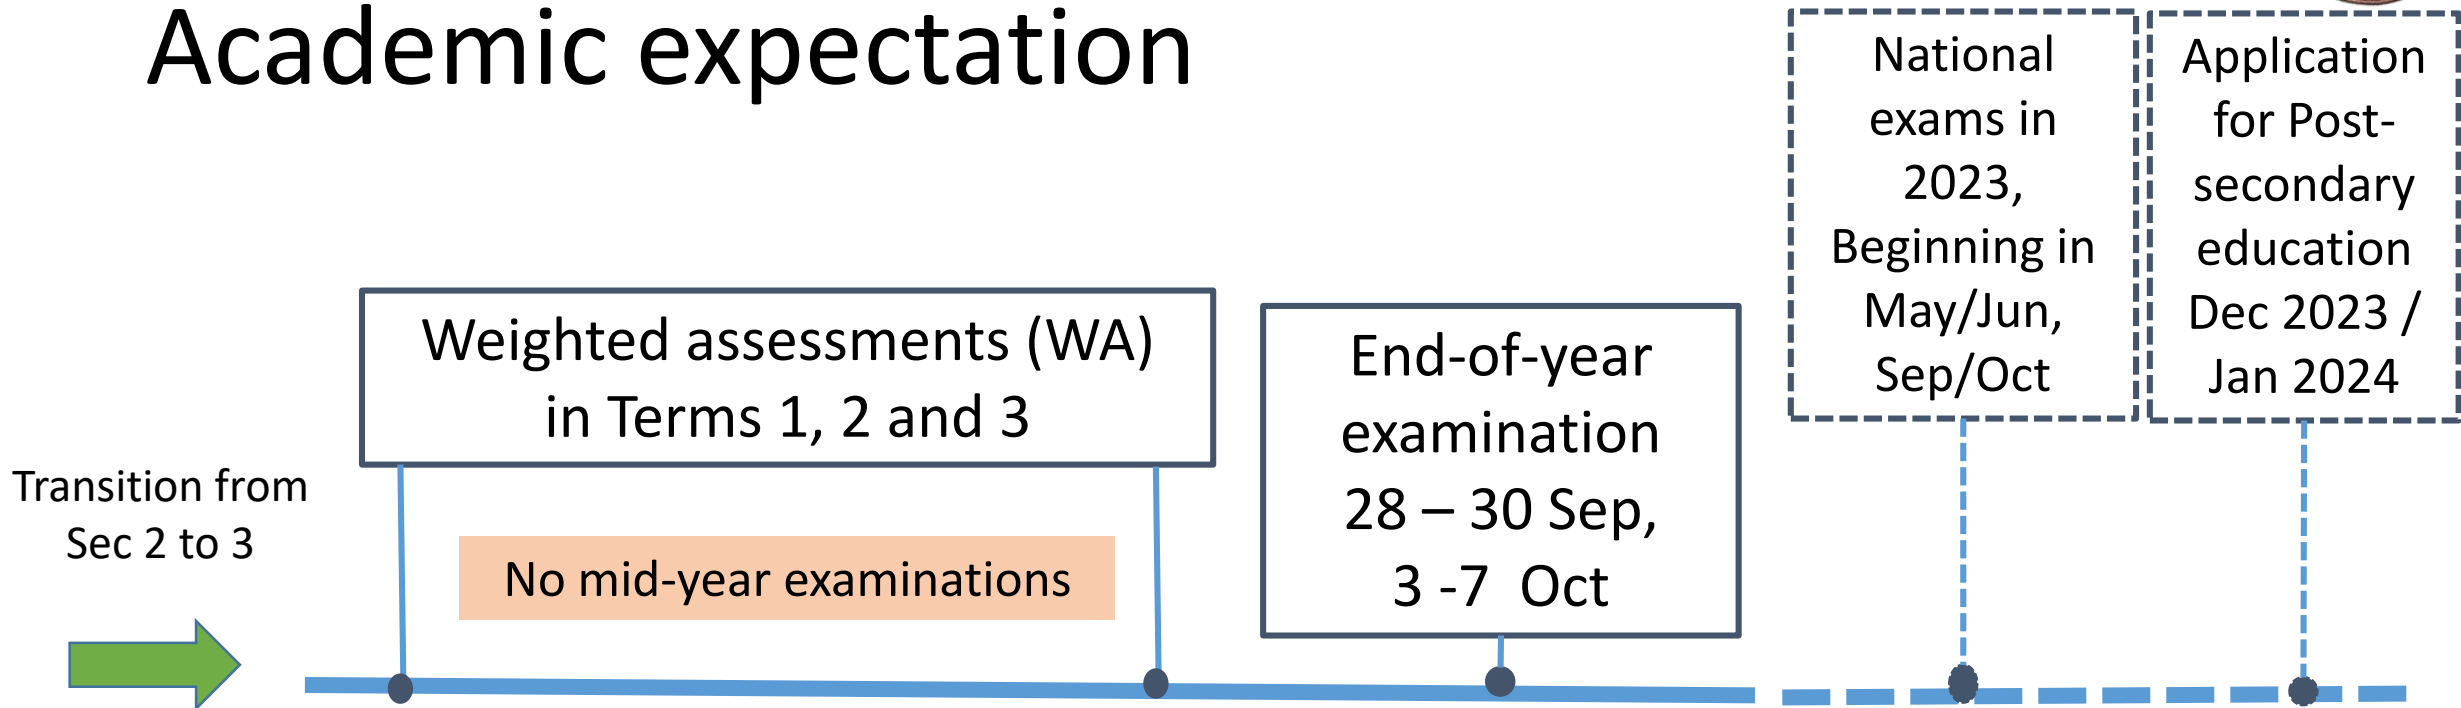 Academic expectation
Transition from
Sec 2 to 3
Weighted assessments (WA)
in Terms 1, 2 and 3
No mid-year examinations
End-of-year
examination
28 – 30 Sep,
3 -7 Oct
National
exams in
2023,
Beginning in
May/Jun,
Sep/Oct
Application
for Post-
secondary
education
Dec 2023 /
Jan 2024